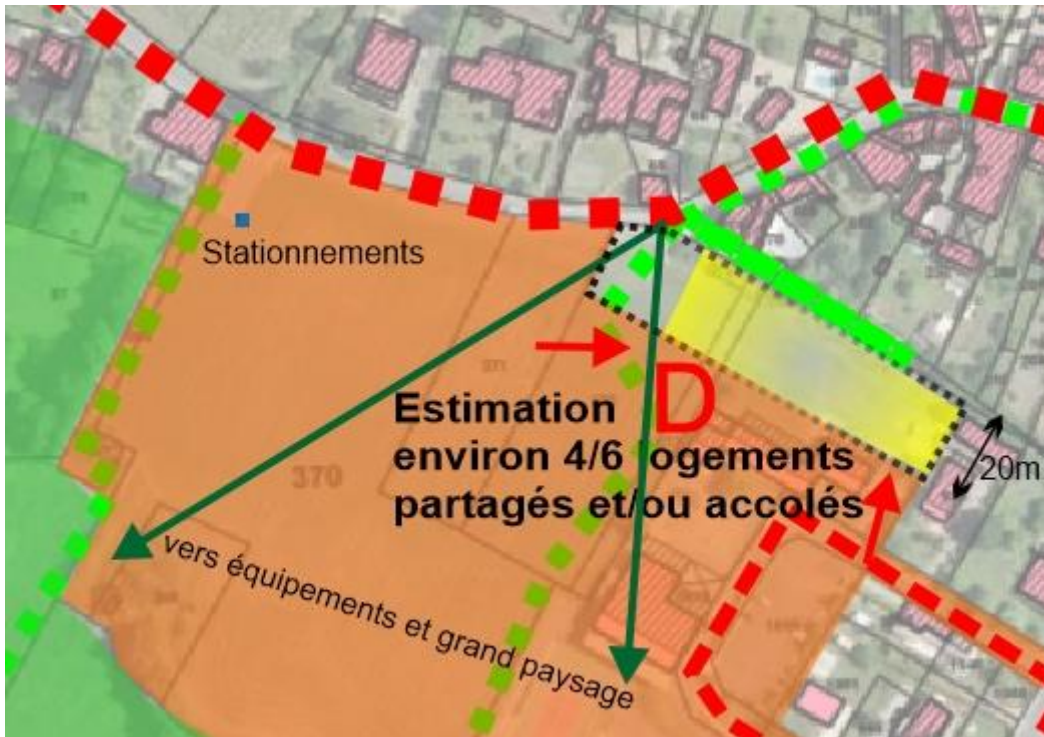 Stationnements
D
Estimation
environ 4/6 logements
partagés et/ou accolés
20m
370
vers équipements et grand paysage